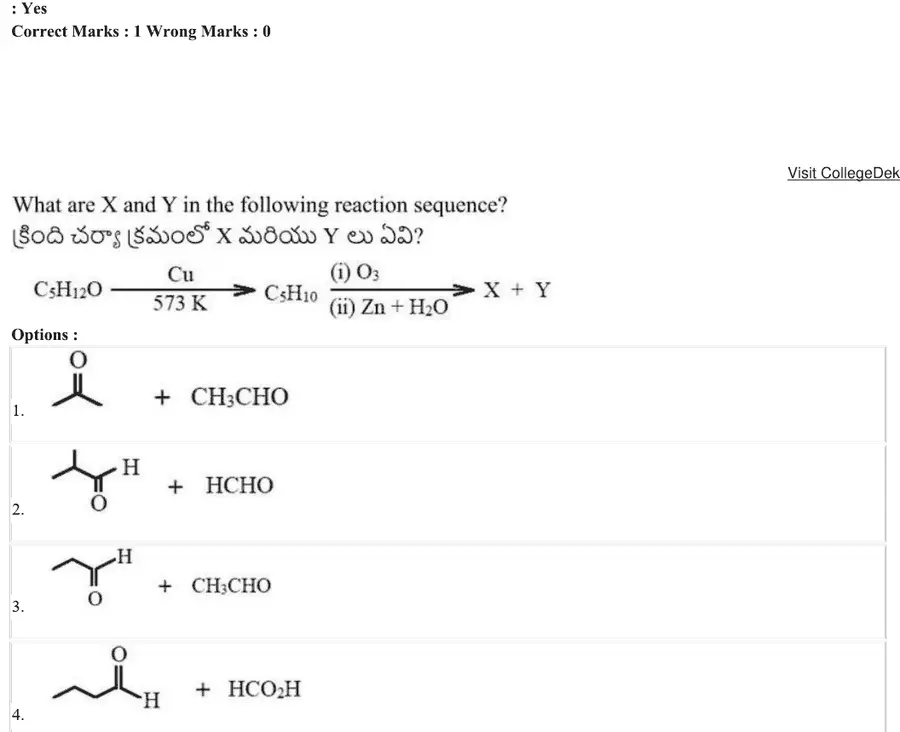 : Yes
Correct Marks : 1 Wrong Marks : 0
Visit CollegeDek
What are X and Y in the following reaction sequence?
క్రింది చర్యా క్రమంలో X మరియు Y లు ఏవి?
C₅H₁₂O Cu 573 K C₅H₁₀ (i) O₃ (ii) Zn + H₂O X + Y
Options :
1. O + CH₃CHO
2. H O + HCHO
3. H O + CH₃CHO
4. O H + HCO₂H